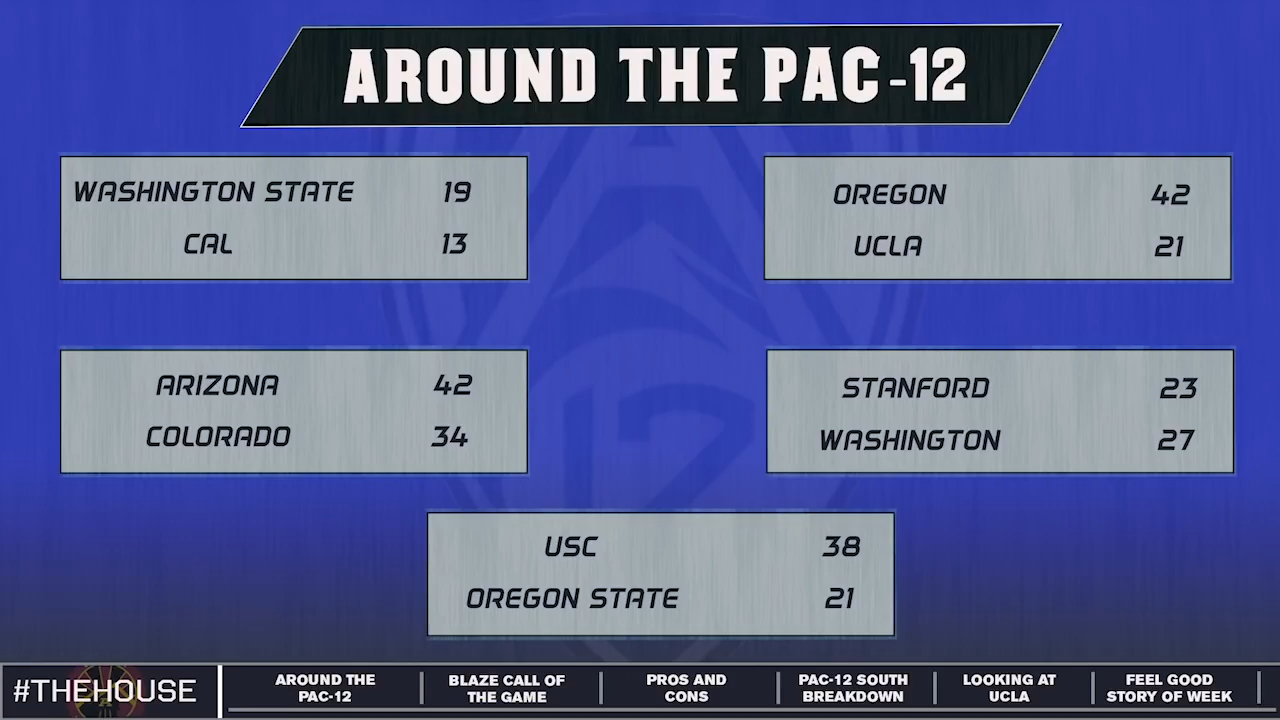 AROUND THE PAC-12
WASHINGTON STATE 19
CAL 13
OREGON 42
UCLA 21
ARIZONA 42
COLORADO 34
STANFORD 23
WASHINGTON 27
USC 38
OREGON STATE 21
#THEHOUSE
AROUND THE
PAC-12
BLAZE CALL OF
THE GAME
PROS AND
CONS
PAC-12 SOUTH
BREAKDOWN
LOOKING AT
UCLA
FEEL GOOD
STORY OF WEEK